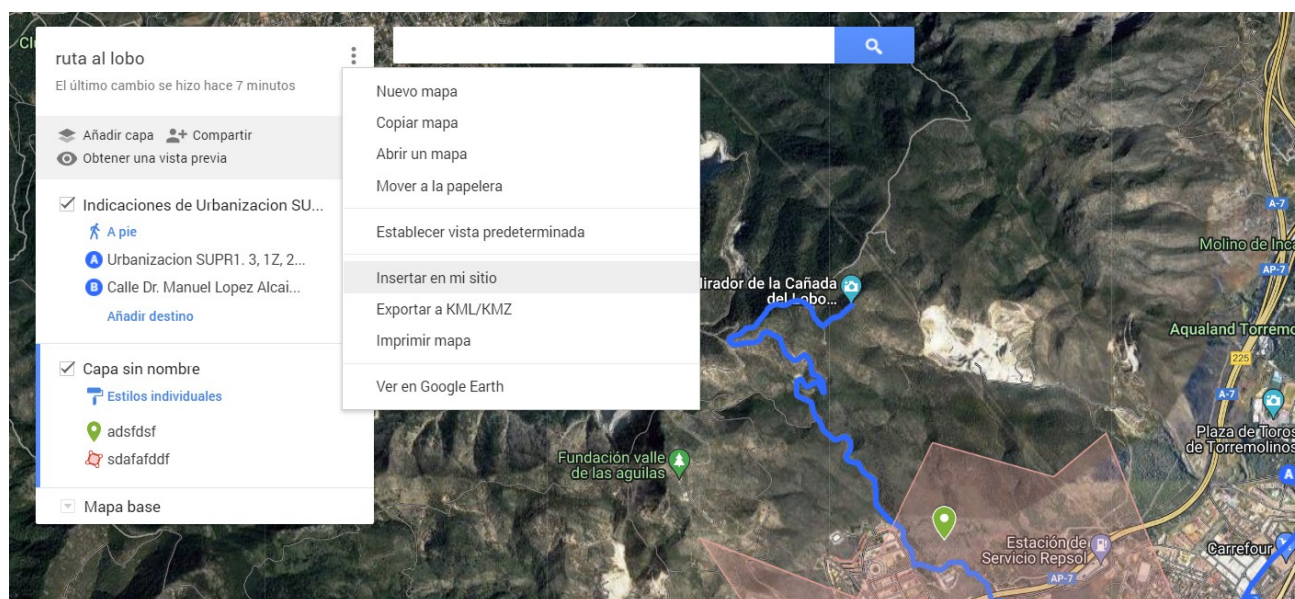 ruta al lobo
El último cambio se hizo hace 7 minutos
Añadir capa
Compartir
Obtener una vista previa
Indicaciones de Urbanizacion SU...
A pie
A
Urbanizacion SUPR1. 3, 1Z, 2...
B
Calle Dr. Manuel Lopez Alcai...
Añadir destino
Capa sin nombre
Estilos individuales
adsfdsf
sdafafddf
Mapa base
Nuevo mapa
Copiar mapa
Abrir un mapa
Mover a la papelera
Establecer vista predeterminada
Insertar en mi sitio
Exportar a KML/KMZ
Imprimir mapa
Ver en Google Earth
Cl
lirador de la Cañada
del Lobo...
A-7
Molino de Inca
AP-7
Aqualand Torremo
225
A-7
Plaza de Toros
de Torremolinos
A
Fundación valle
de las aguilas
Estación de
Servicio Repsol
AP-7
Carrefour